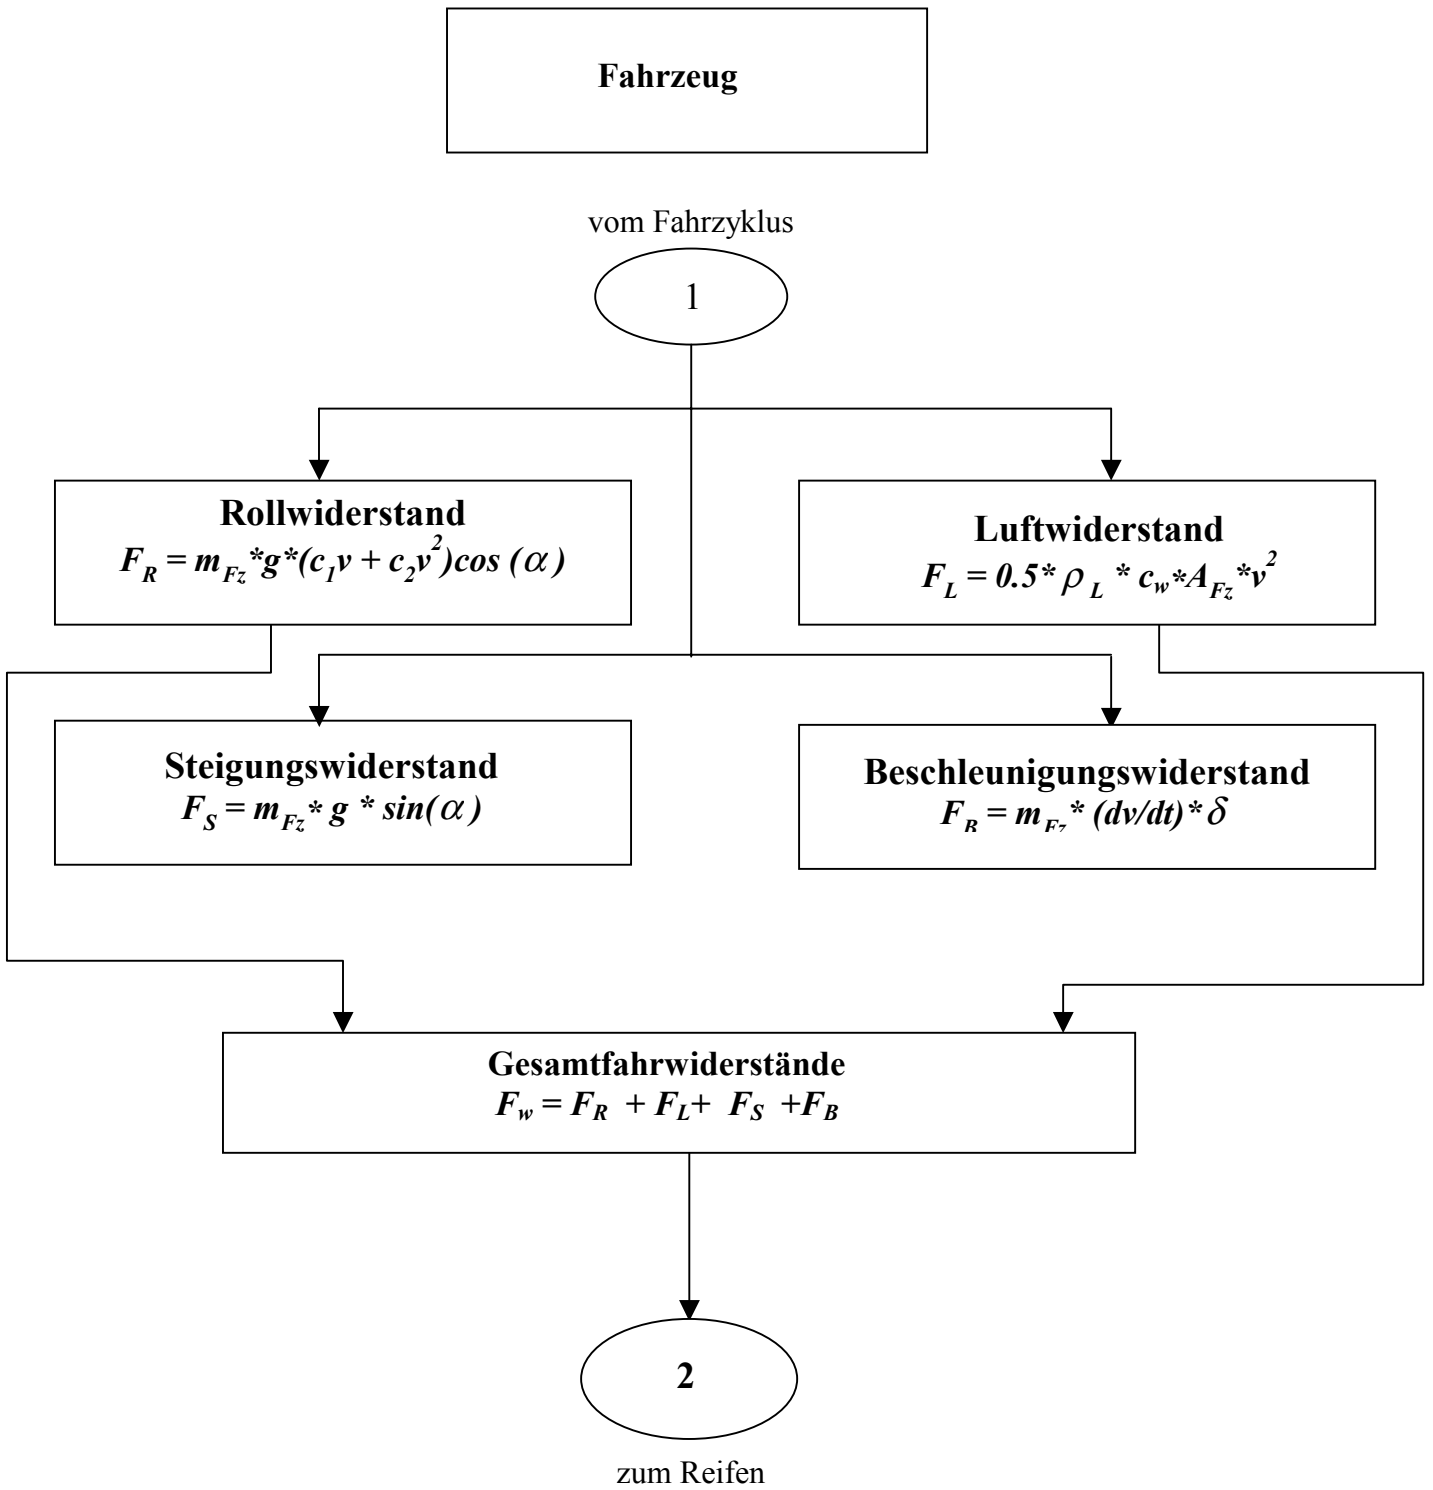 Fahrzeug
vom Fahrzyklus
1
Rollwiderstand
F_R = m_Fz*g*(c_1v + c_2v^2)cos (α)
Luftwiderstand
F_L = 0.5* ρ_L * c_w*A_Fz*v^2
Steigungswiderstand
F_S = m_Fz* g * sin(α)
Beschleunigungswiderstand
F_B = m_Fz* (dv/dt)* δ
Gesamtfahrwiderstände
F_w = F_R + F_L+ F_S +F_B
2
zum Reifen